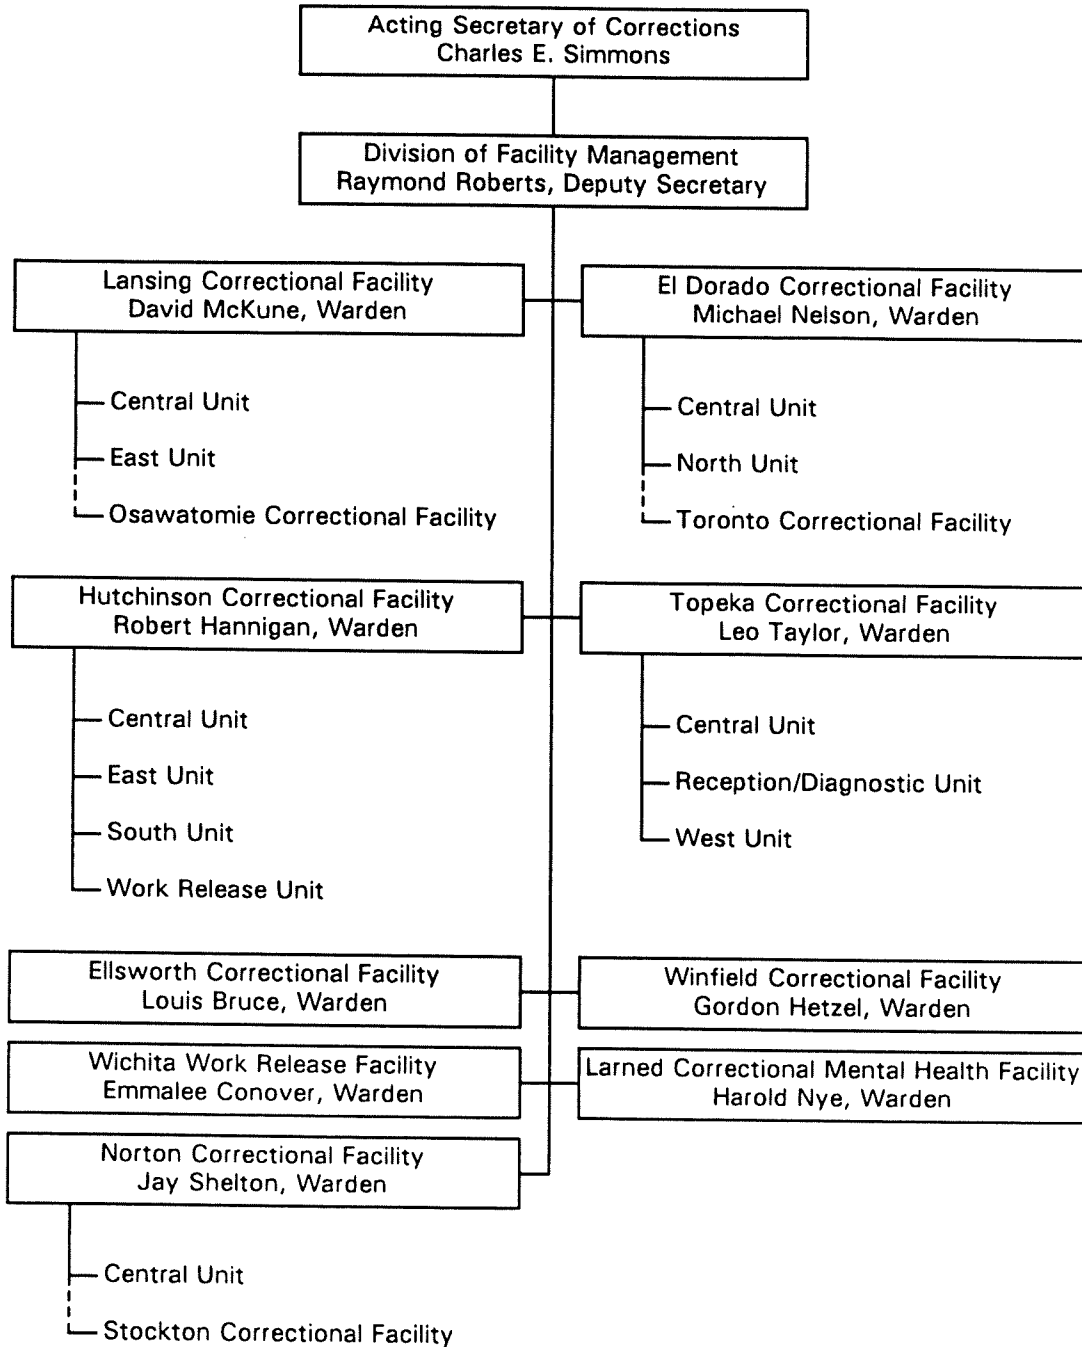 Acting Secretary of Corrections
Charles E. Simmons
Division of Facility Management
Raymond Roberts, Deputy Secretary
Lansing Correctional Facility
David McKune, Warden
Central Unit
East Unit
Osawatomie Correctional Facility
El Dorado Correctional Facility
Michael Nelson, Warden
Central Unit
North Unit
Toronto Correctional Facility
Hutchinson Correctional Facility
Robert Hannigan, Warden
Central Unit
East Unit
South Unit
Work Release Unit
Topeka Correctional Facility
Leo Taylor, Warden
Central Unit
Reception/Diagnostic Unit
West Unit
Ellsworth Correctional Facility
Louis Bruce, Warden
Winfield Correctional Facility
Gordon Hetzel, Warden
Wichita Work Release Facility
Emmalee Conover, Warden
Larned Correctional Mental Health Facility
Harold Nye, Warden
Norton Correctional Facility
Jay Shelton, Warden
Central Unit
Stockton Correctional Facility